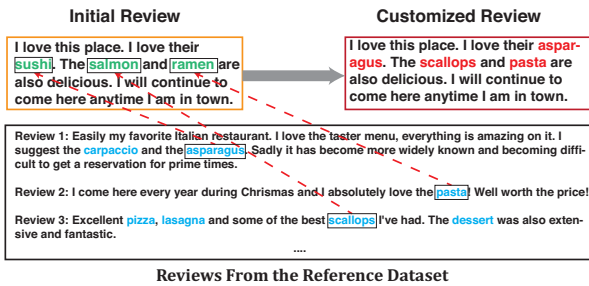 Initial Review
Customized Review
I love this place. I love their
sushi. The salmon and ramen are
also delicious. I will continue to
come here anytime I am in town.
I love this place. I love their aspar-
agus. The scallops and pasta are
also delicious. I will continue to
come here anytime I am in town.
Review 1: Easily my favorite Italian restaurant. I love the taster menu, everything is amazing on it. I
suggest the carpaccio and the asparagus. Sadly it has become more widely known and becoming diffi-
cult to get a reservation for prime times.
Review 2: I come here every year during Chrismas and I absolutely love the pasta! Well worth the price!
Review 3: Excellent pizza, lasagna and some of the best scallops I've had. The dessert was also exten-
sive and fantastic.
....
Reviews From the Reference Dataset